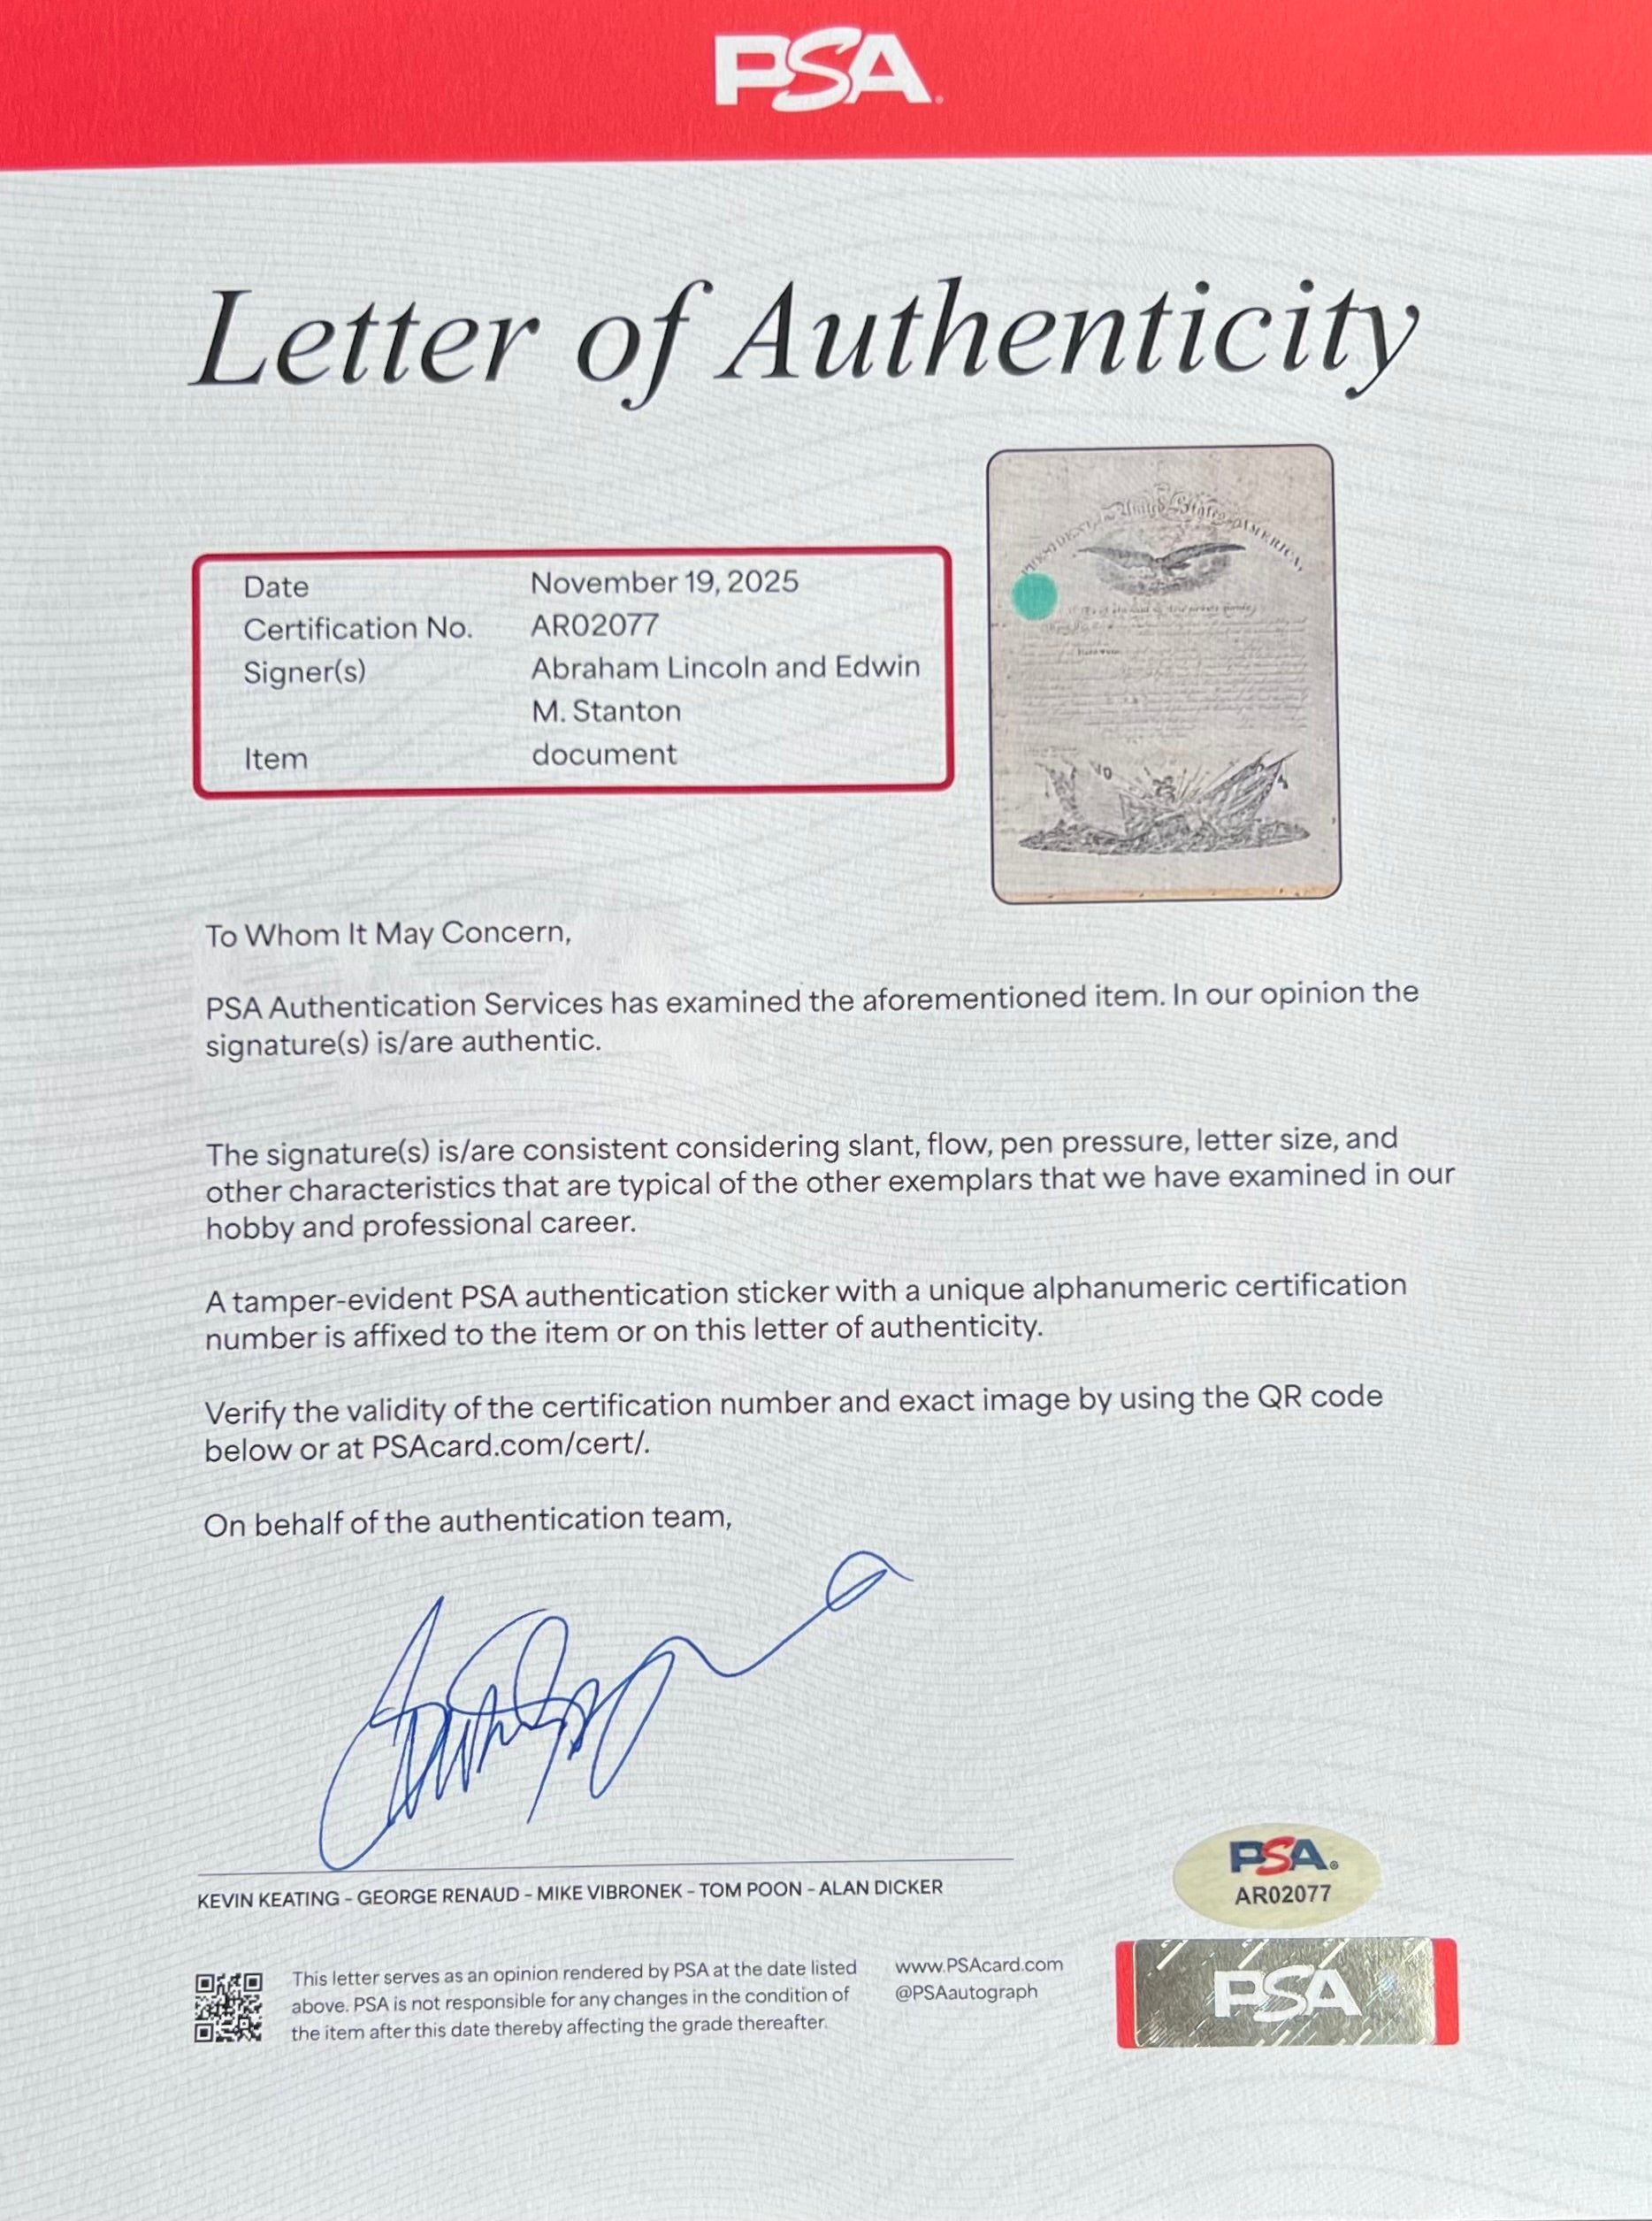 PSA
Letter of Authenticity
Date November 19, 2025
Certification No. AR02077
Signer(s) Abraham Lincoln and Edwin
M. Stanton
Item document
PRESIDENT United States AMERICA,
To Whom It May Concern,
PSA Authentication Services has examined the aforementioned item. In our opinion the
signature(s) is/are authentic.
The signature(s) is/are consistent considering slant, flow, pen pressure, letter size, and
other characteristics that are typical of the other exemplars that we have examined in our
hobby and professional career.
A tamper-evident PSA authentication sticker with a unique alphanumeric certification
number is affixed to the item or on this letter of authenticity.
Verify the validity of the certification number and exact image by using the QR code
below or at PSAcard.com/cert/.
On behalf of the authentication team,
KEVIN KEATING - GEORGE RENAUD - MIKE VIBRONEK - TOM POON - ALAN DICKER
PSA®
AR02077
This letter serves as an opinion rendered by PSA at the date listed
above. PSA is not responsible for any changes in the condition of
the item after this date thereby affecting the grade thereafter.
www.PSAcard.com
@PSAautograph
PSA